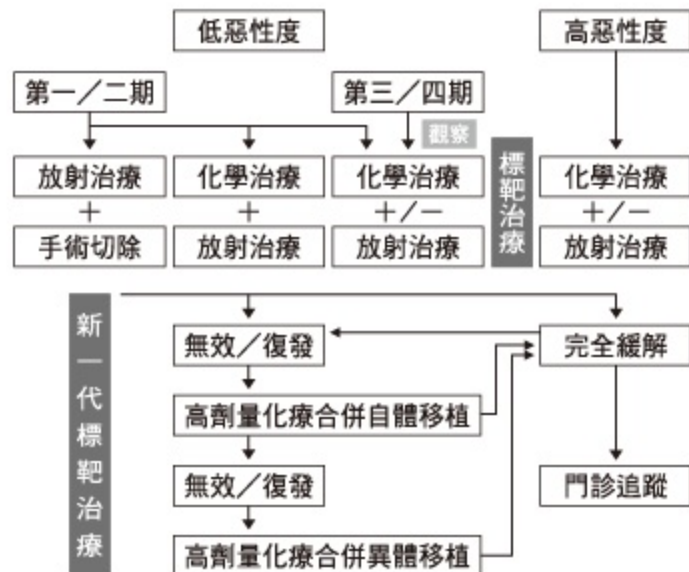 低惡性度
高惡性度
第一／二期
第三／四期
觀察
放射治療
＋
手術切除
化學治療
＋
放射治療
化學治療
＋／－
放射治療
標靶治療
化學治療
＋／－
放射治療
新一代標靶治療
無效／復發
完全緩解
高劑量化療合併自體移植
無效／復發
門診追蹤
高劑量化療合併異體移植